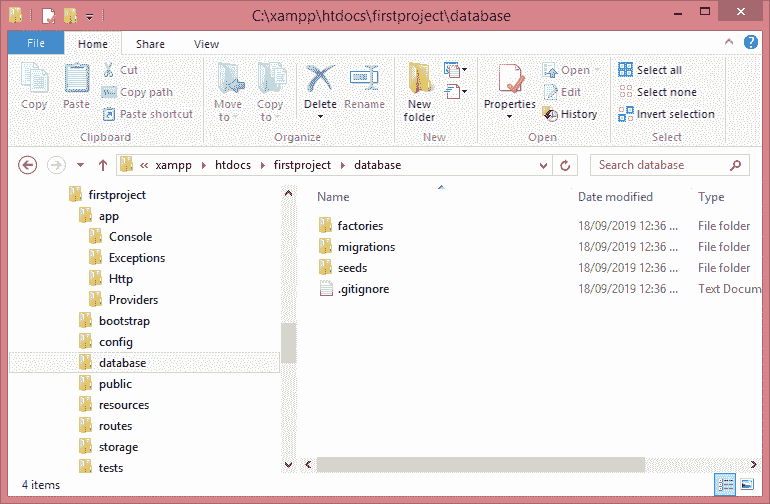 C:\xampp\htdocs\firstproject\database
File Home Share View
Copy Paste Cut Copy path Paste shortcut
Move to Copy to Delete Rename
New folder
Properties Open Edit History
Select all Select none Invert selection
Clipboard Organize New Open Select
« xampp htdocs firstproject database Search database
firstproject
app
Console
Exceptions
Http
Providers
bootstrap
config
database
public
resources
routes
storage
tests
Name Date modified Type
factories 18/09/2019 12:36 ... File folder
migrations 18/09/2019 12:36 ... File folder
seeds 18/09/2019 12:36 ... File folder
.gitignore 18/09/2019 12:36 ... Text Docum
4 items